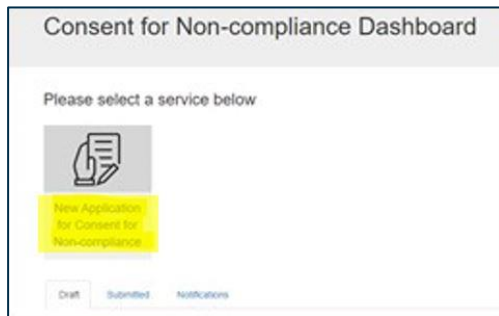 Consent for Non-compliance Dashboard
Please select a service below
New Application
for Consent for
Non-compliance
Draft Submitted Notifications